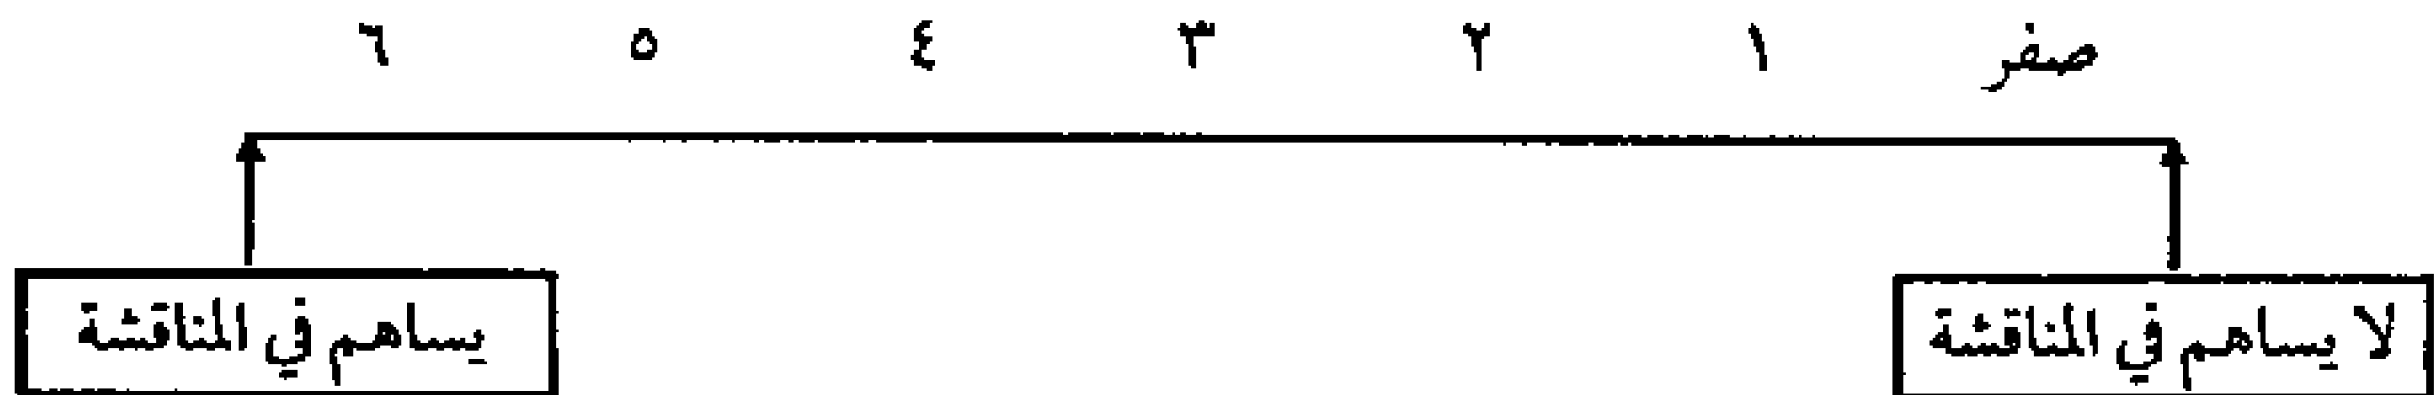 صفر ١ ٢ ٣ ٤ ٥ ٦
لا يساهم في المناقشة
يساهم في المناقشة